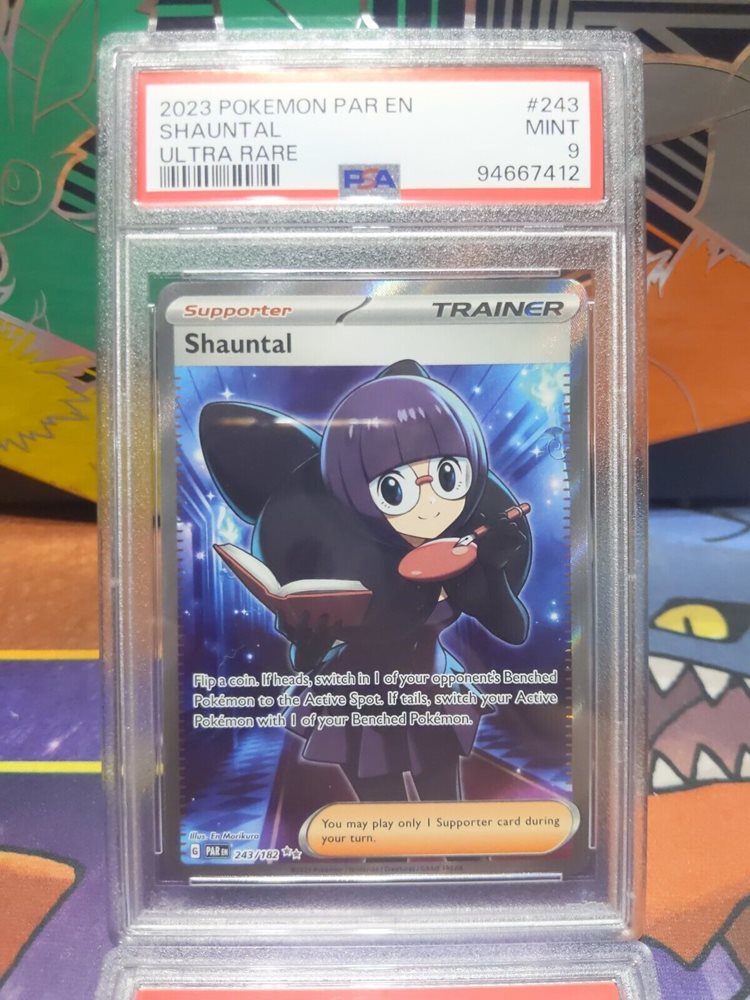 2023 POKEMON PAR EN #243
SHAUNTAL MINT
ULTRA RARE 9
PSA 94667412
Supporter TRAINER
Shauntal
Flip a coin. If heads, switch in 1 of your opponent's Benched
Pokémon to the Active Spot. If tails, switch your Active
Pokémon with 1 of your Benched Pokémon.
You may play only 1 Supporter card during
your turn.
Illus. En Morikura
G PAR EN 243/182